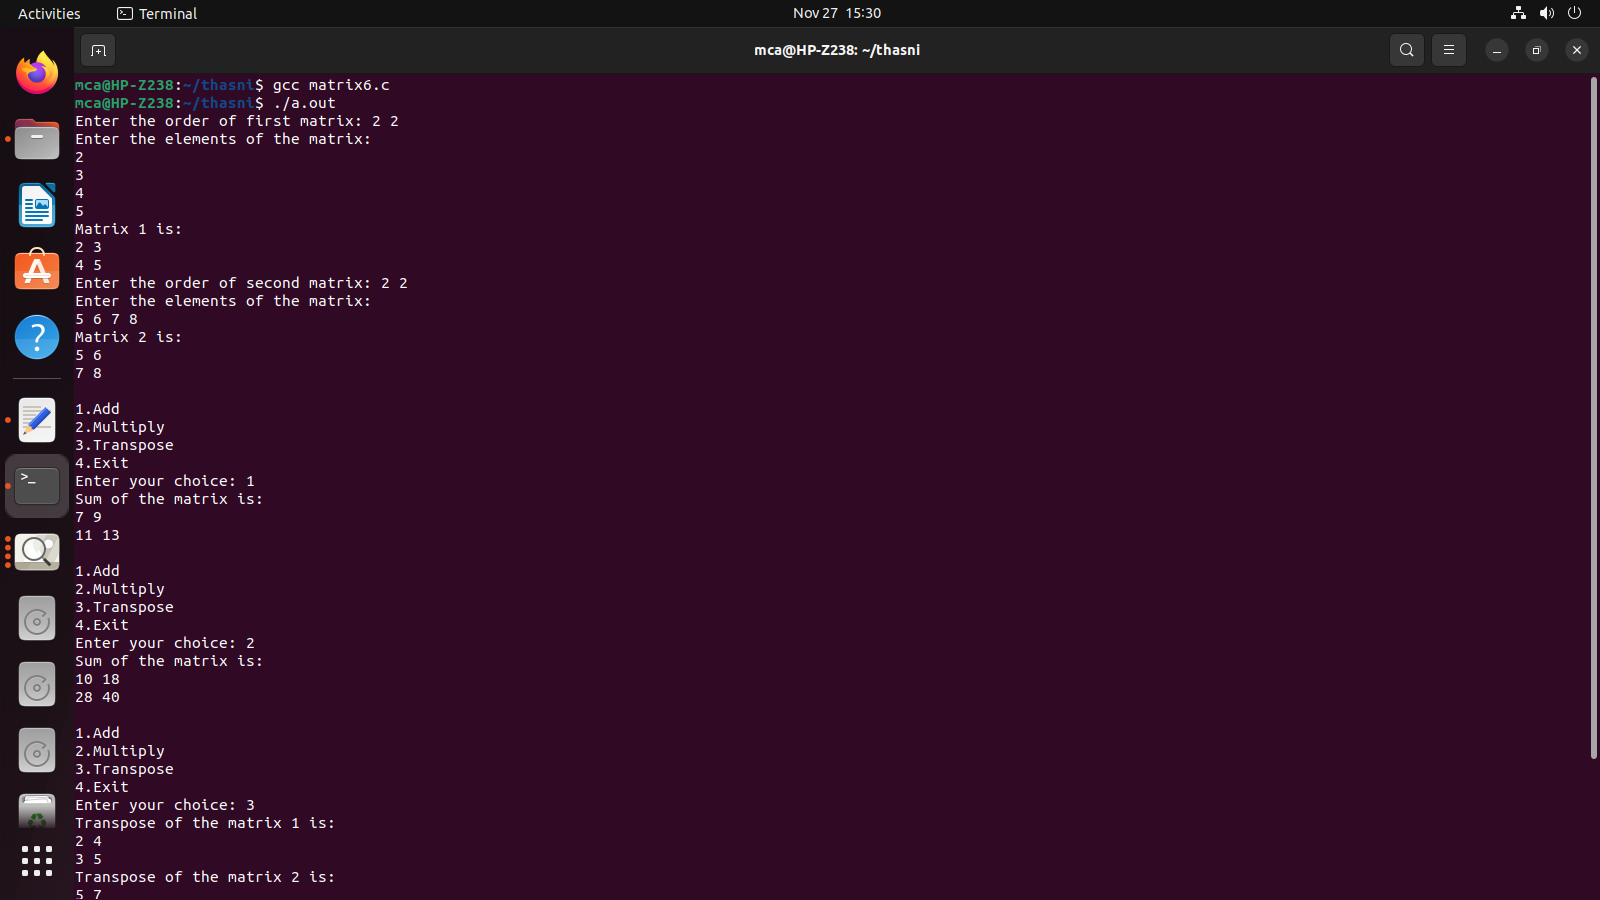 Activities
Terminal
Nov 27 15:30
mca@HP-Z238: ~/thasni
mca@HP-Z238:~/thasni$ gcc matrix6.c
mca@HP-Z238:~/thasni$ ./a.out
Enter the order of first matrix: 2 2
Enter the elements of the matrix:
2
3
4
5
Matrix 1 is:
2 3
4 5
Enter the order of second matrix: 2 2
Enter the elements of the matrix:
5 6 7 8
Matrix 2 is:
5 6
7 8
1.Add
2.Multiply
3.Transpose
4.Exit
Enter your choice: 1
Sum of the matrix is:
7 9
11 13
1.Add
2.Multiply
3.Transpose
4.Exit
Enter your choice: 2
Sum of the matrix is:
10 18
28 40
1.Add
2.Multiply
3.Transpose
4.Exit
Enter your choice: 3
Transpose of the matrix 1 is:
2 4
3 5
Transpose of the matrix 2 is:
5 7